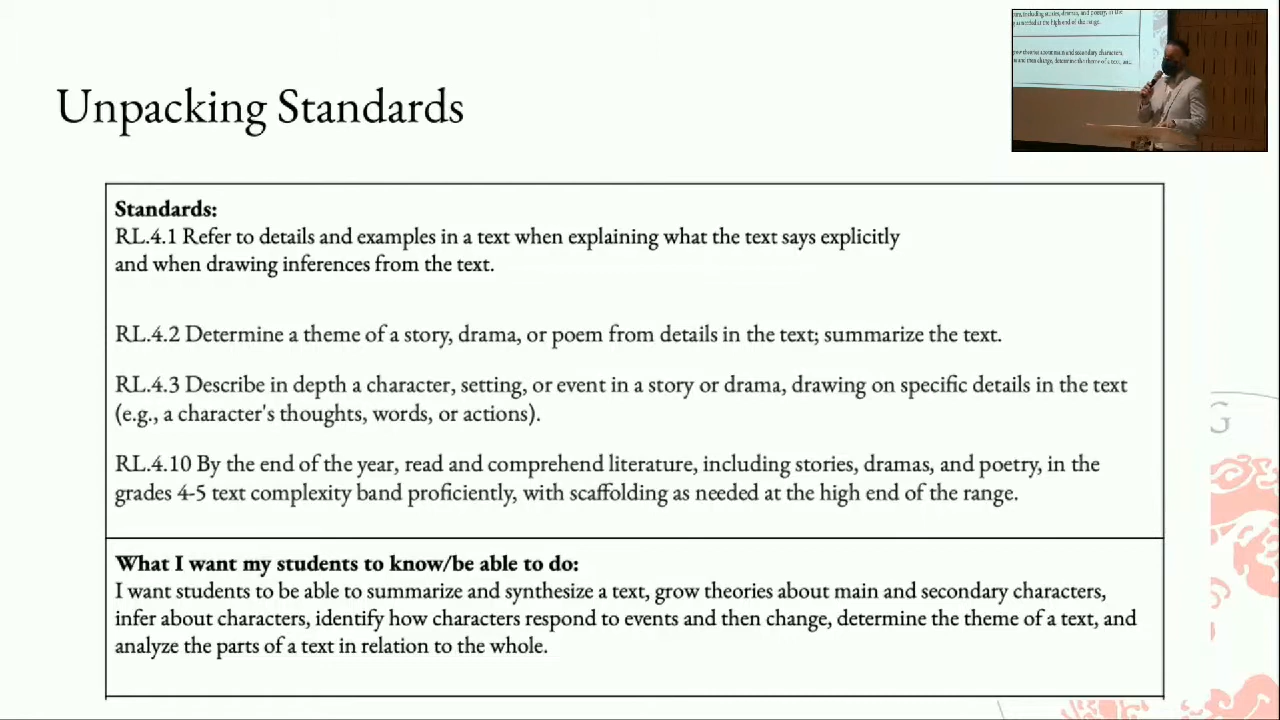 Unpacking Standards
Standards:
RL.4.1 Refer to details and examples in a text when explaining what the text says explicitly
and when drawing inferences from the text.
RL.4.2 Determine a theme of a story, drama, or poem from details in the text; summarize the text.
RL.4.3 Describe in depth a character, setting, or event in a story or drama, drawing on specific details in the text
(e.g., a character's thoughts, words, or actions).
RL.4.10 By the end of the year, read and comprehend literature, including stories, dramas, and poetry, in the
grades 4-5 text complexity band proficiently, with scaffolding as needed at the high end of the range.
What I want my students to know/be able to do:
I want students to be able to summarize and synthesize a text, grow theories about main and secondary characters,
infer about characters, identify how characters respond to events and then change, determine the theme of a text, and
analyze the parts of a text in relation to the whole.
G